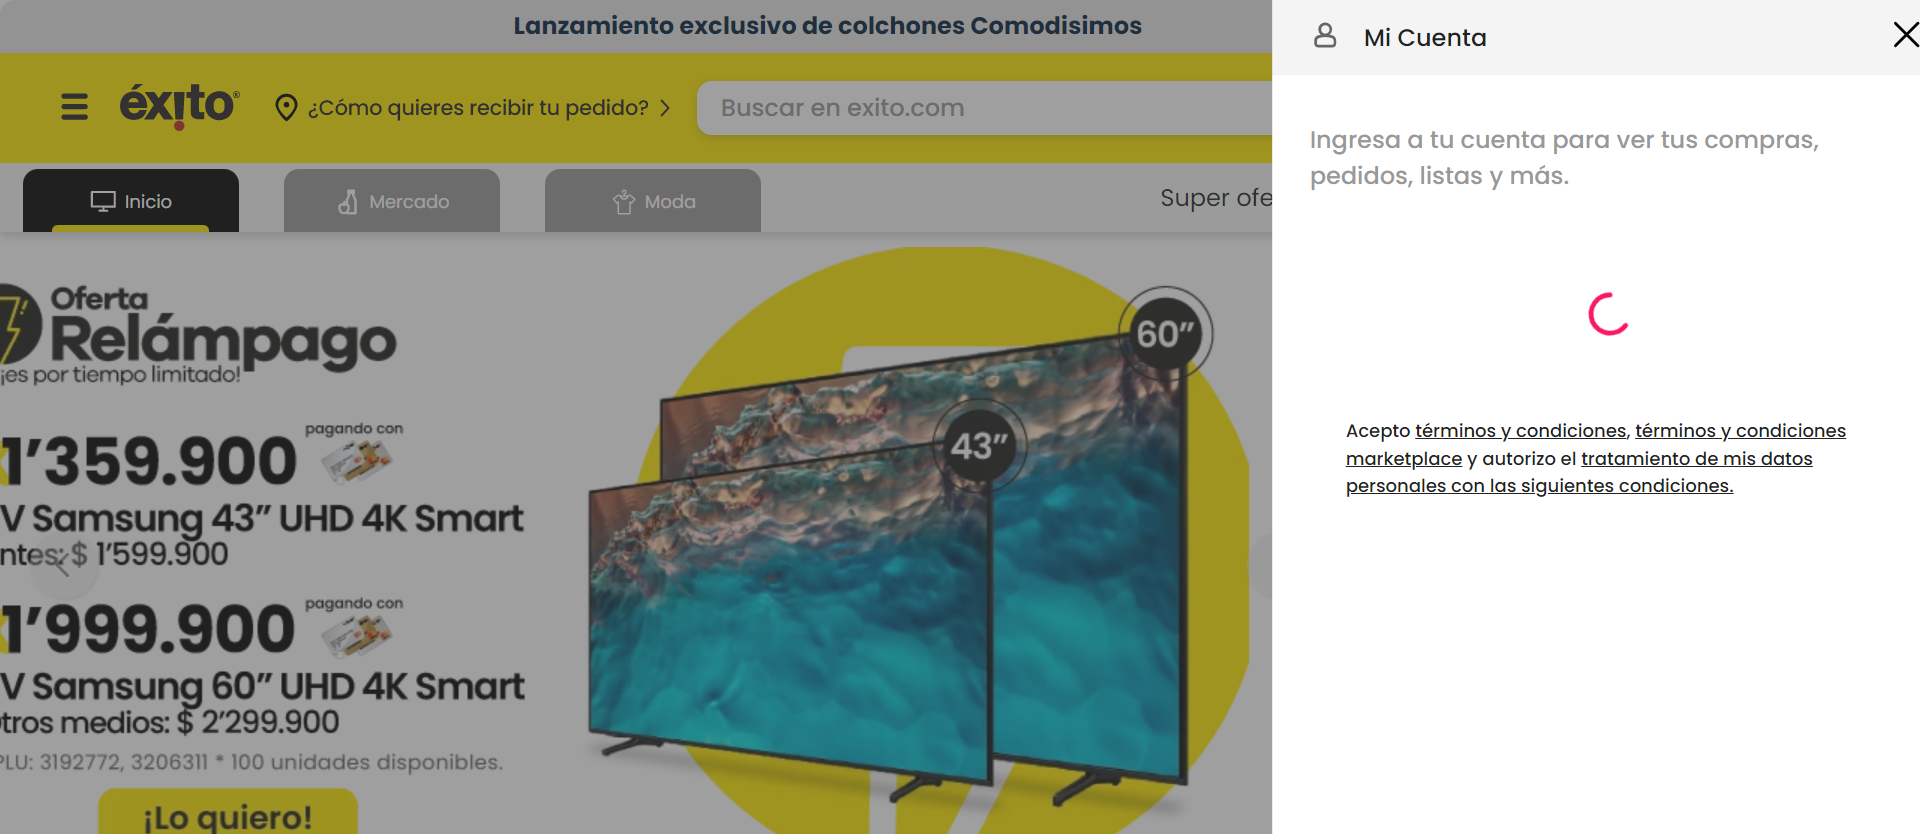 Lanzamiento exclusivo de colchones Comodisimos
Mi Cuenta
éxito®
¿Cómo quieres recibir tu pedido?
Buscar en exito.com
Ingresa a tu cuenta para ver tus compras,
pedidos, listas y más.
Inicio
Mercado
Moda
Super ofe
Oferta
Relámpago
¡es por tiempo limitado!
60”
43”
1’359.900
pagando con
V Samsung 43” UHD 4K Smart
ntes: $ 1’599.900
1’999.900
pagando con
V Samsung 60” UHD 4K Smart
tros medios: $ 2’299.900
PLU: 3192772, 3206311 * 100 unidades disponibles.
¡Lo quiero!
Acepto términos y condiciones, términos y condiciones
marketplace y autorizo el tratamiento de mis datos
personales con las siguientes condiciones.